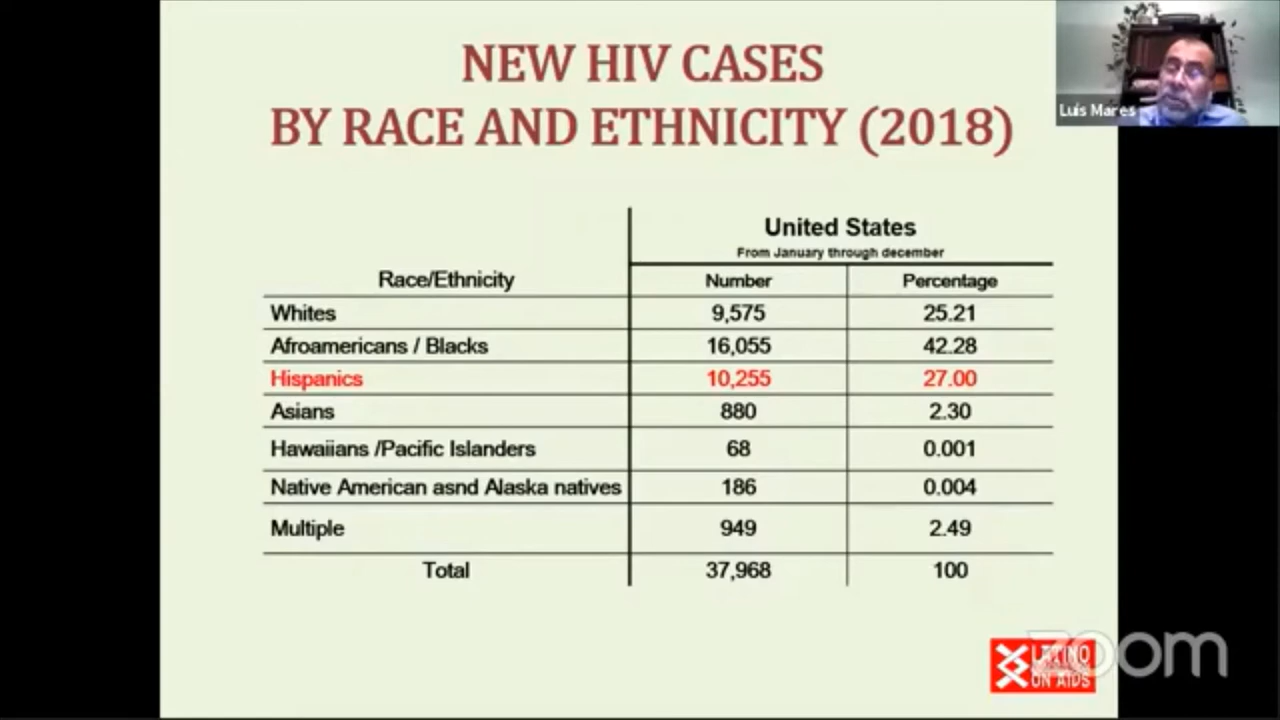 NEW HIV CASES
BY RACE AND ETHNICITY (2018)
Luis Mares
United States
From January through december
Race/Ethnicity Number Percentage
Whites 9,575 25.21
Afroamericans / Blacks 16,055 42.28
Hispanics 10,255 27.00
Asians 880 2.30
Hawaiians /Pacific Islanders 68 0.001
Native American asnd Alaska natives 186 0.004
Multiple 949 2.49
Total 37,968 100
LATINO
ON AIDS
zoom